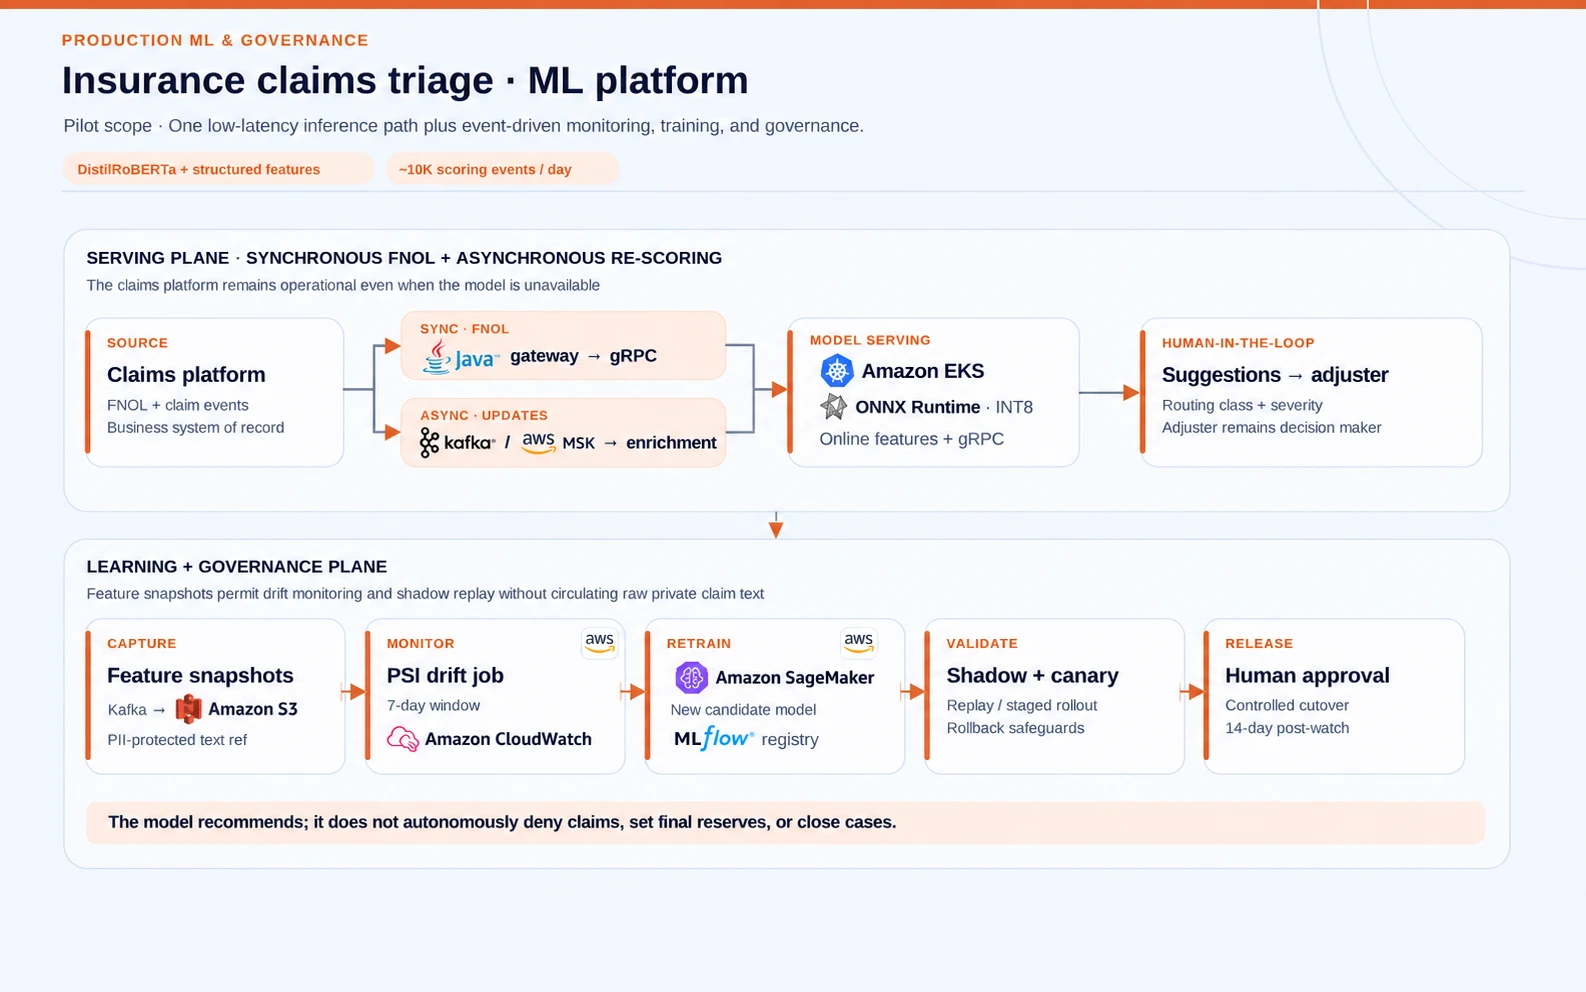 PRODUCTION ML & GOVERNANCE
Insurance claims triage · ML platform
Pilot scope · One low-latency inference path plus event-driven monitoring, training, and governance.
DistilRoBERTa + structured features
~10K scoring events / day
SERVING PLANE · SYNCHRONOUS FNOL + ASYNCHRONOUS RE-SCORING
The claims platform remains operational even when the model is unavailable
SOURCE
Claims platform
FNOL + claim events
Business system of record
SYNC · FNOL
Java™ gateway → gRPC
ASYNC · UPDATES
kafka® / aws MSK → enrichment
MODEL SERVING
Amazon EKS
ONNX Runtime · INT8
Online features + gRPC
HUMAN-IN-THE-LOOP
Suggestions → adjuster
Routing class + severity
Adjuster remains decision maker
LEARNING + GOVERNANCE PLANE
Feature snapshots permit drift monitoring and shadow replay without circulating raw private claim text
CAPTURE
Feature snapshots
Kafka → Amazon S3
PII-protected text ref
MONITOR
aws
PSI drift job
7-day window
Amazon CloudWatch
RETRAIN
aws
Amazon SageMaker
New candidate model
MLflow® registry
VALIDATE
Shadow + canary
Replay / staged rollout
Rollback safeguards
RELEASE
Human approval
Controlled cutover
14-day post-watch
The model recommends; it does not autonomously deny claims, set final reserves, or close cases.